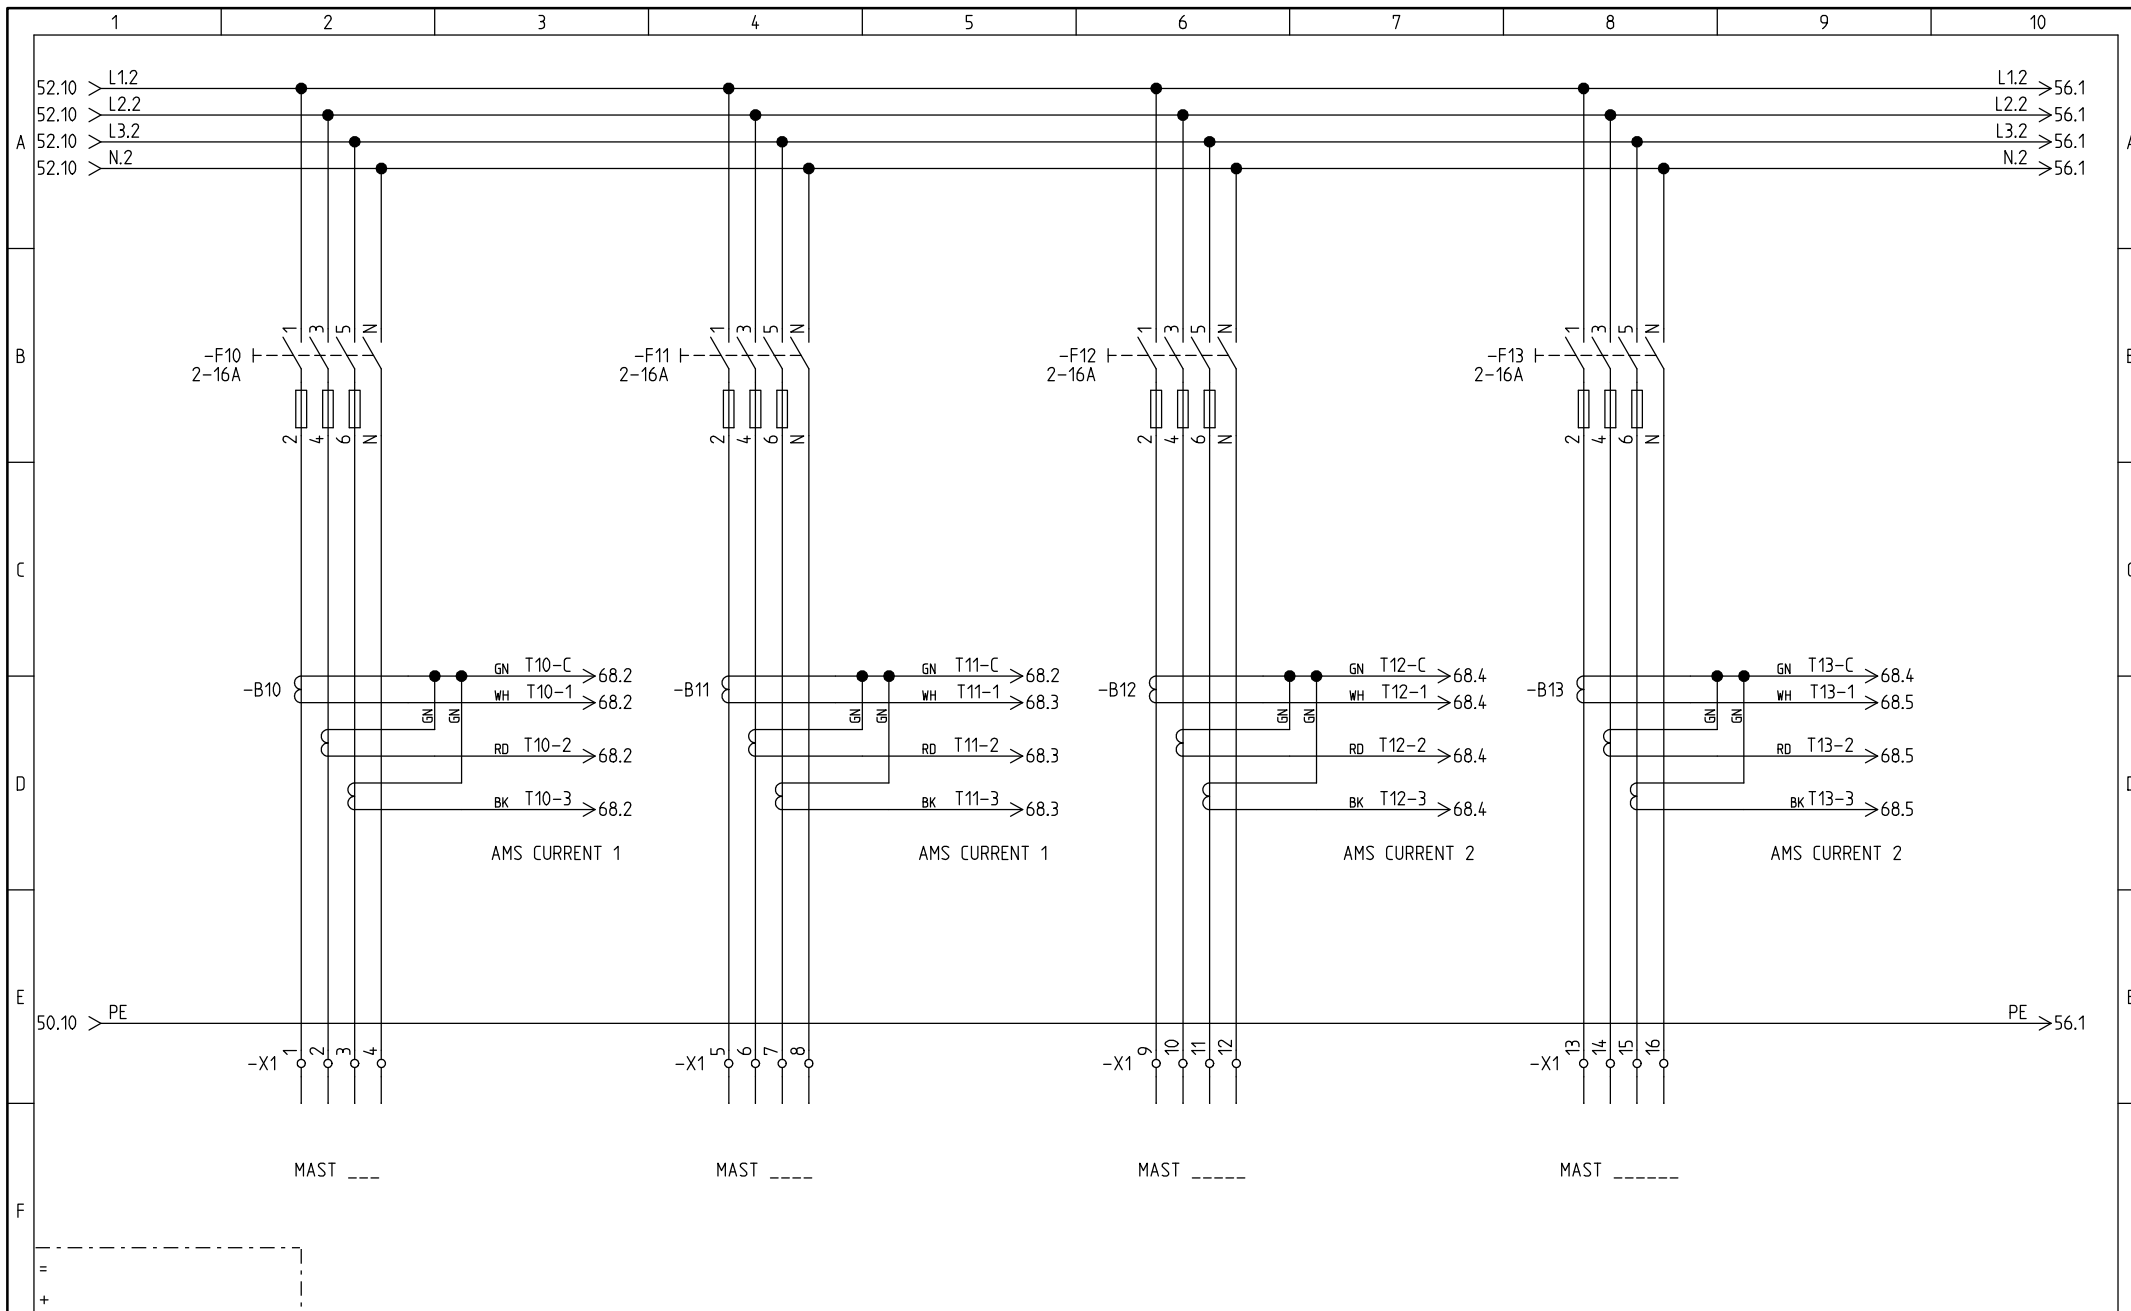 1 2 3 4 5 6 7 8 9 10
52.10 L1.2 L1.2 56.1
52.10 L2.2 L2.2 56.1
A 52.10 L3.2 L3.2 56.1 A
52.10 N.2 N.2 56.1
1 3 5 N 1 3 5 N 1 3 5 N 1 3 5 N
B -F10 -F11 -F12 -F13
2-16A 2-16A 2-16A 2-16A
2 4 6 N 2 4 6 N 2 4 6 N 2 4 6 N
C
GN T10-C 68.2 GN T11-C 68.2 GN T12-C 68.4 GN T13-C 68.4
-B10 WH T10-1 68.2 -B11 WH T11-1 68.3 -B12 WH T12-1 68.4 -B13 WH T13-1 68.5
GN GN GN GN GN GN GN GN
RD T10-2 68.2 RD T11-2 68.3 RD T12-2 68.4 RD T13-2 68.5
D
BK T10-3 68.2 BK T11-3 68.3 BK T12-3 68.4 BK T13-3 68.5
AMS CURRENT 1 AMS CURRENT 1 AMS CURRENT 2 AMS CURRENT 2
E
50.10 PE PE 56.1
-X1 1 2 3 4 -X1 5 6 7 8 -X1 9 10 11 12 -X1 13 14 15 16
MAST ___ MAST ____ MAST _____ MAST ______
F
=
+